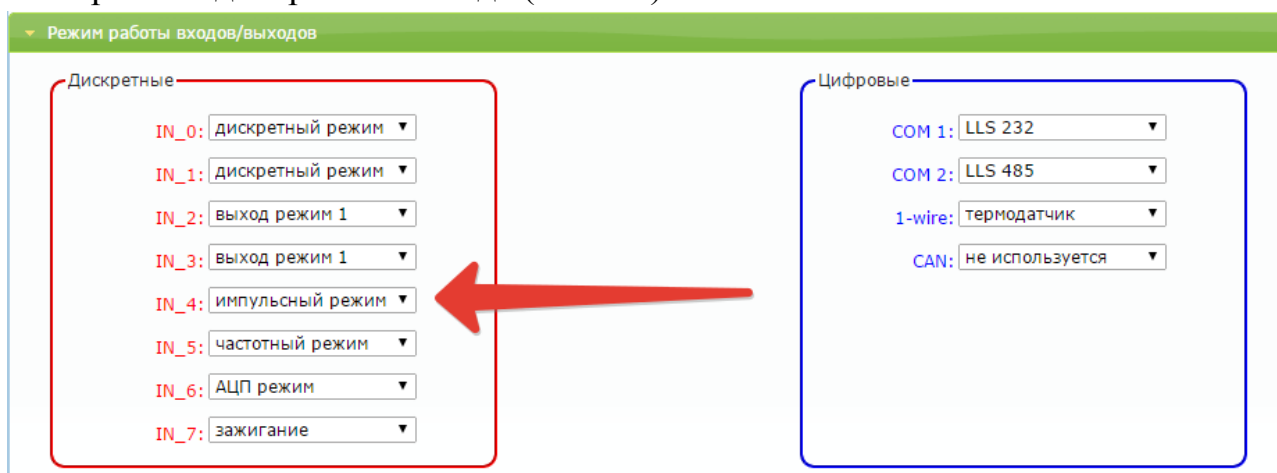 Режим работы входов/выходов
Дискретные
IN_0: дискретный режим
IN_1: дискретный режим
IN_2: выход режим 1
IN_3: выход режим 1
IN_4: импульсный режим
IN_5: частотный режим
IN_6: АЦП режим
IN_7: зажигание
Цифровые
COM 1: LLS 232
COM 2: LLS 485
1-wire: термодатчик
CAN: не используется